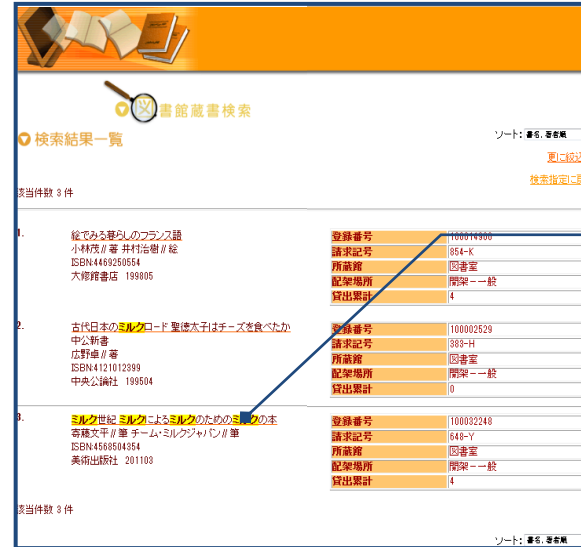 図書館蔵書検索
検索結果一覧
ソート: 書名、著者順
更に絞込
検索指定に戻
該当件数 3 件
1.
絵でみる暮らしのフランス語
小林茂//著 井村治樹//絵
ISBN:4469250554
大修館書店 199805
登録番号 100014900
請求記号 854-K
所蔵館 図書室
配架場所 開架-一般
貸出累計 4
2.
古代日本のミルクロード 聖徳太子はチーズを食べたか
中公新書
広野卓//著
ISBN:4121012399
中央公論社 199504
登録番号 100002529
請求記号 383-H
所蔵館 図書室
配架場所 開架-一般
貸出累計 0
3.
ミルク世紀 ミルクによるミルクのためのミルクの本
寄藤文平//筆 チーム・ミルクジャパン//筆
ISBN:4568504354
美術出版社 201103
登録番号 100032248
請求記号 648-Y
所蔵館 図書室
配架場所 開架-一般
貸出累計 4
該当件数 3 件
ソート: 書名、著者順